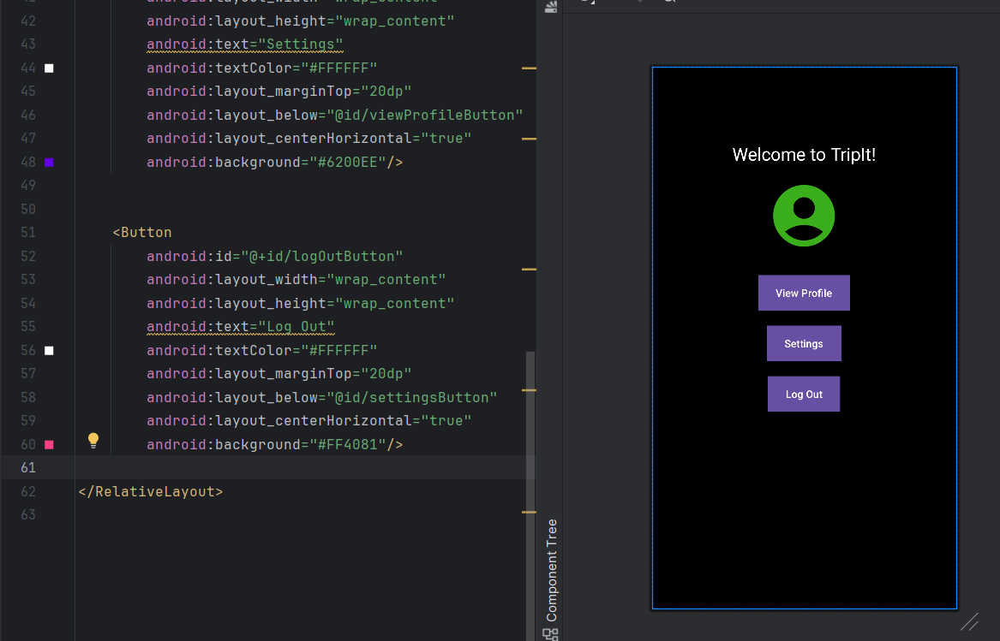 42 android:layout_height="wrap_content"
43 android:text="Settings"
44 android:textColor="#FFFFFF"
45 android:layout_marginTop="20dp"
46 android:layout_below="@id/viewProfileButton"
47 android:layout_centerHorizontal="true"
48 android:background="#6200EE"/>
49
50
51 <Button
52 android:id="@+id/logOutButton"
53 android:layout_width="wrap_content"
54 android:layout_height="wrap_content"
55 android:text="Log Out"
56 android:textColor="#FFFFFF"
57 android:layout_marginTop="20dp"
58 android:layout_below="@id/settingsButton"
59 android:layout_centerHorizontal="true"
60 android:background="#FF4081"/>
61
62 </RelativeLayout>
63
Component Tree
Welcome to TripIt!
View Profile
Settings
Log Out